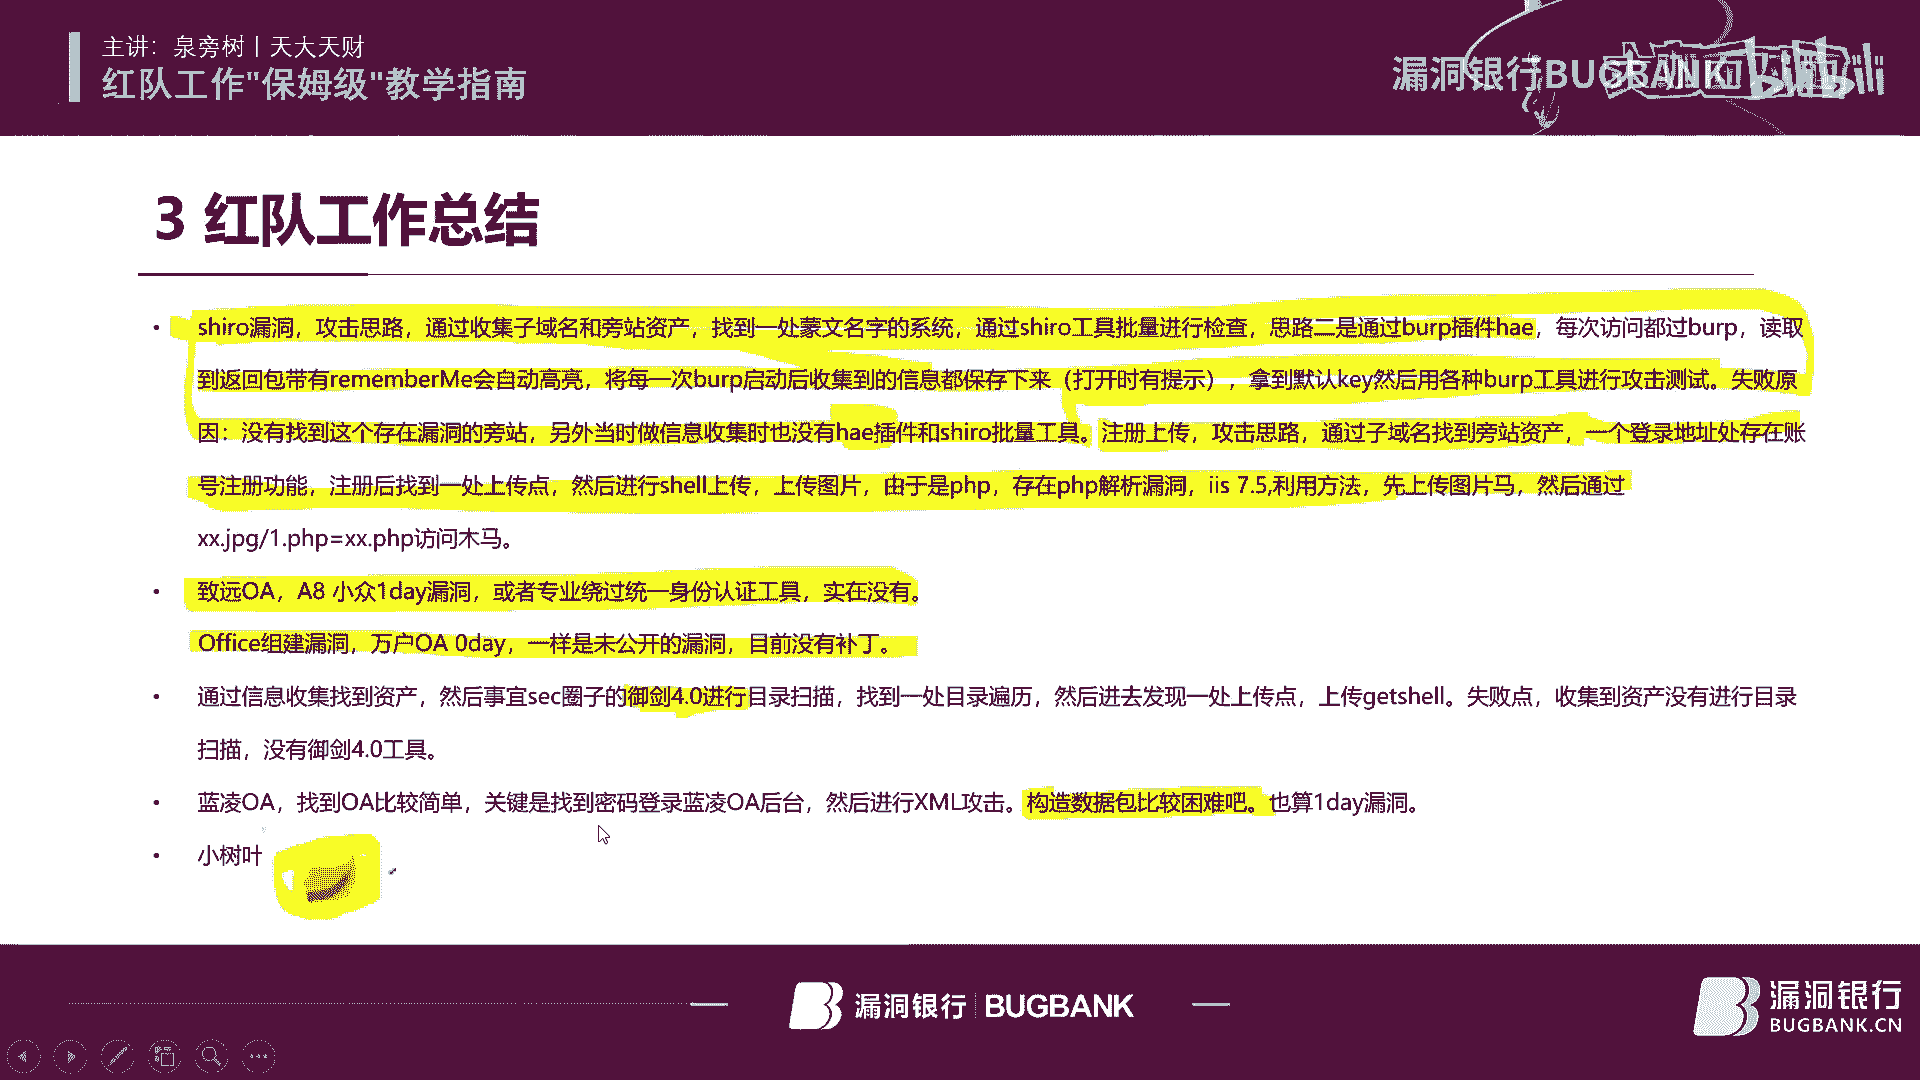 主讲：泉旁树丨天大天财
红队工作"保姆级"教学指南
漏洞银行BUGBANK
bilibili
3 红队工作总结
• shiro漏洞，攻击思路，通过收集子域名和旁站资产，找到一处蒙文名字的系统，通过shiro工具批量进行检查，思路二是通过burp插件hae，每次访问都过burp，读取
到返回包带有rememberMe会自动高亮，将每一次burp启动后收集到的信息都保存下来（打开时有提示），拿到默认key然后用各种burp工具进行攻击测试。失败原
因：没有找到这个存在漏洞的旁站，另外当时做信息收集时也没有hae插件和shiro批量工具。注册上传，攻击思路，通过子域名找到旁站资产，一个登录地址处存在账
号注册功能，注册后找到一处上传点，然后进行shell上传，上传图片，由于是php，存在php解析漏洞，iis 7.5,利用方法，先上传图片马，然后通过
xx.jpg/1.php=xx.php访问木马。
• 致远OA，A8 小众1day漏洞，或者专业绕过统一身份认证工具，实在没有。
Office组建漏洞，万户OA 0day，一样是未公开的漏洞，目前没有补丁。
• 通过信息收集找到资产，然后事宜sec圈子的御剑4.0进行目录扫描，找到一处目录遍历，然后进去发现一处上传点，上传getshell。失败点，收集到资产没有进行目录
扫描，没有御剑4.0工具。
• 蓝凌OA，找到OA比较简单，关键是找到密码登录蓝凌OA后台，然后进行XML攻击。构造数据包比较困难吧。也算1day漏洞。
• 小树叶
漏洞银行 BUGBANK
漏洞银行
BUGBANK.CN